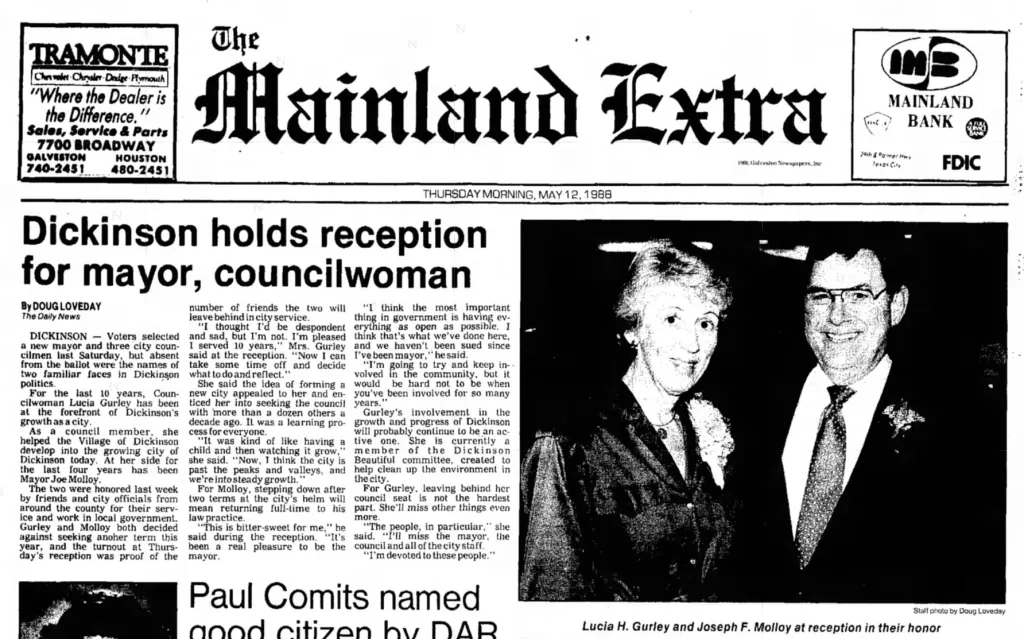 TRAMONTE
Chevrolet · Chrysler · Dodge · Plymouth
"Where the Dealer is
the Difference."
Sales, Service & Parts
7700 BROADWAY
GALVESTON HOUSTON
740-2451 480-2451
The
Mainland Extra
MAINLAND
BANK
A FULL
SERVICE
BANK
Texas City
FDIC
THURSDAY MORNING, MAY 12, 1988
Dickinson holds reception
for mayor, councilwoman
By DOUG LOVEDAY
The Daily News
DICKINSON — Voters selected
a new mayor and three city coun-
cilmen last Saturday, but absent
from the ballot were the names of
two familiar faces in Dickinson
politics.
For the last 10 years, Coun-
cilwoman Lucia Gurley has been
at the forefront of Dickinson's
growth as a city.
As a council member, she
helped the Village of Dickinson
develop into the growing city of
Dickinson today. At her side for
the last four years has been
Mayor Joe Molloy.
The two were honored last week
by friends and city officials from
around the county for their serv-
ice and work in local government.
Gurley and Molloy both decided
against seeking anoher term this
year, and the turnout at Thurs-
day's reception was proof of the
number of friends the two will
leave behind in city service.
"I thought I'd be despondent
and sad, but I'm not. I'm pleased
I served 10 years," Mrs. Gurley
said at the reception. "Now I can
take some time off and decide
what to do and reflect."
She said the idea of forming a
new city appealed to her and en-
ticed her into seeking the council
with more than a dozen others a
decade ago. It was a learning pro-
cess for everyone.
"It was kind of like having a
child and then watching it grow,"
she said. "Now, I think the city is
past the peaks and valleys, and
we're into steady growth."
For Molloy, stepping down after
two terms at the city's helm will
mean returning full-time to his
law practice.
"This is bitter-sweet for me," he
said during the reception. "It's
been a real pleasure to be the
mayor.
"I think the most important
thing in government is having ev-
erything as open as possible. I
think that's what we've done here,
and we haven't been sued since
I've been mayor," he said.
"I'm going to try and keep in-
volved in the community, but it
would be hard not to be when
you've been involved for so many
years."
Gurley's involvement in the
growth and progress of Dickinson
will probably continue to be an ac-
tive one. She is currently a
member of the Dickinson
Beautiful committee, created to
help clean up the environment in
the city.
For Gurley, leaving behind her
council seat is not the hardest
part. She'll miss other things even
more.
"The people, in particular," she
said. "I'll miss the mayor, the
council and all of the city staff.
"I'm devoted to these people."
Staff photo by Doug Loveday
Lucia H. Gurley and Joseph F. Molloy at reception in their honor
Paul Comits named
good citizen by DAR